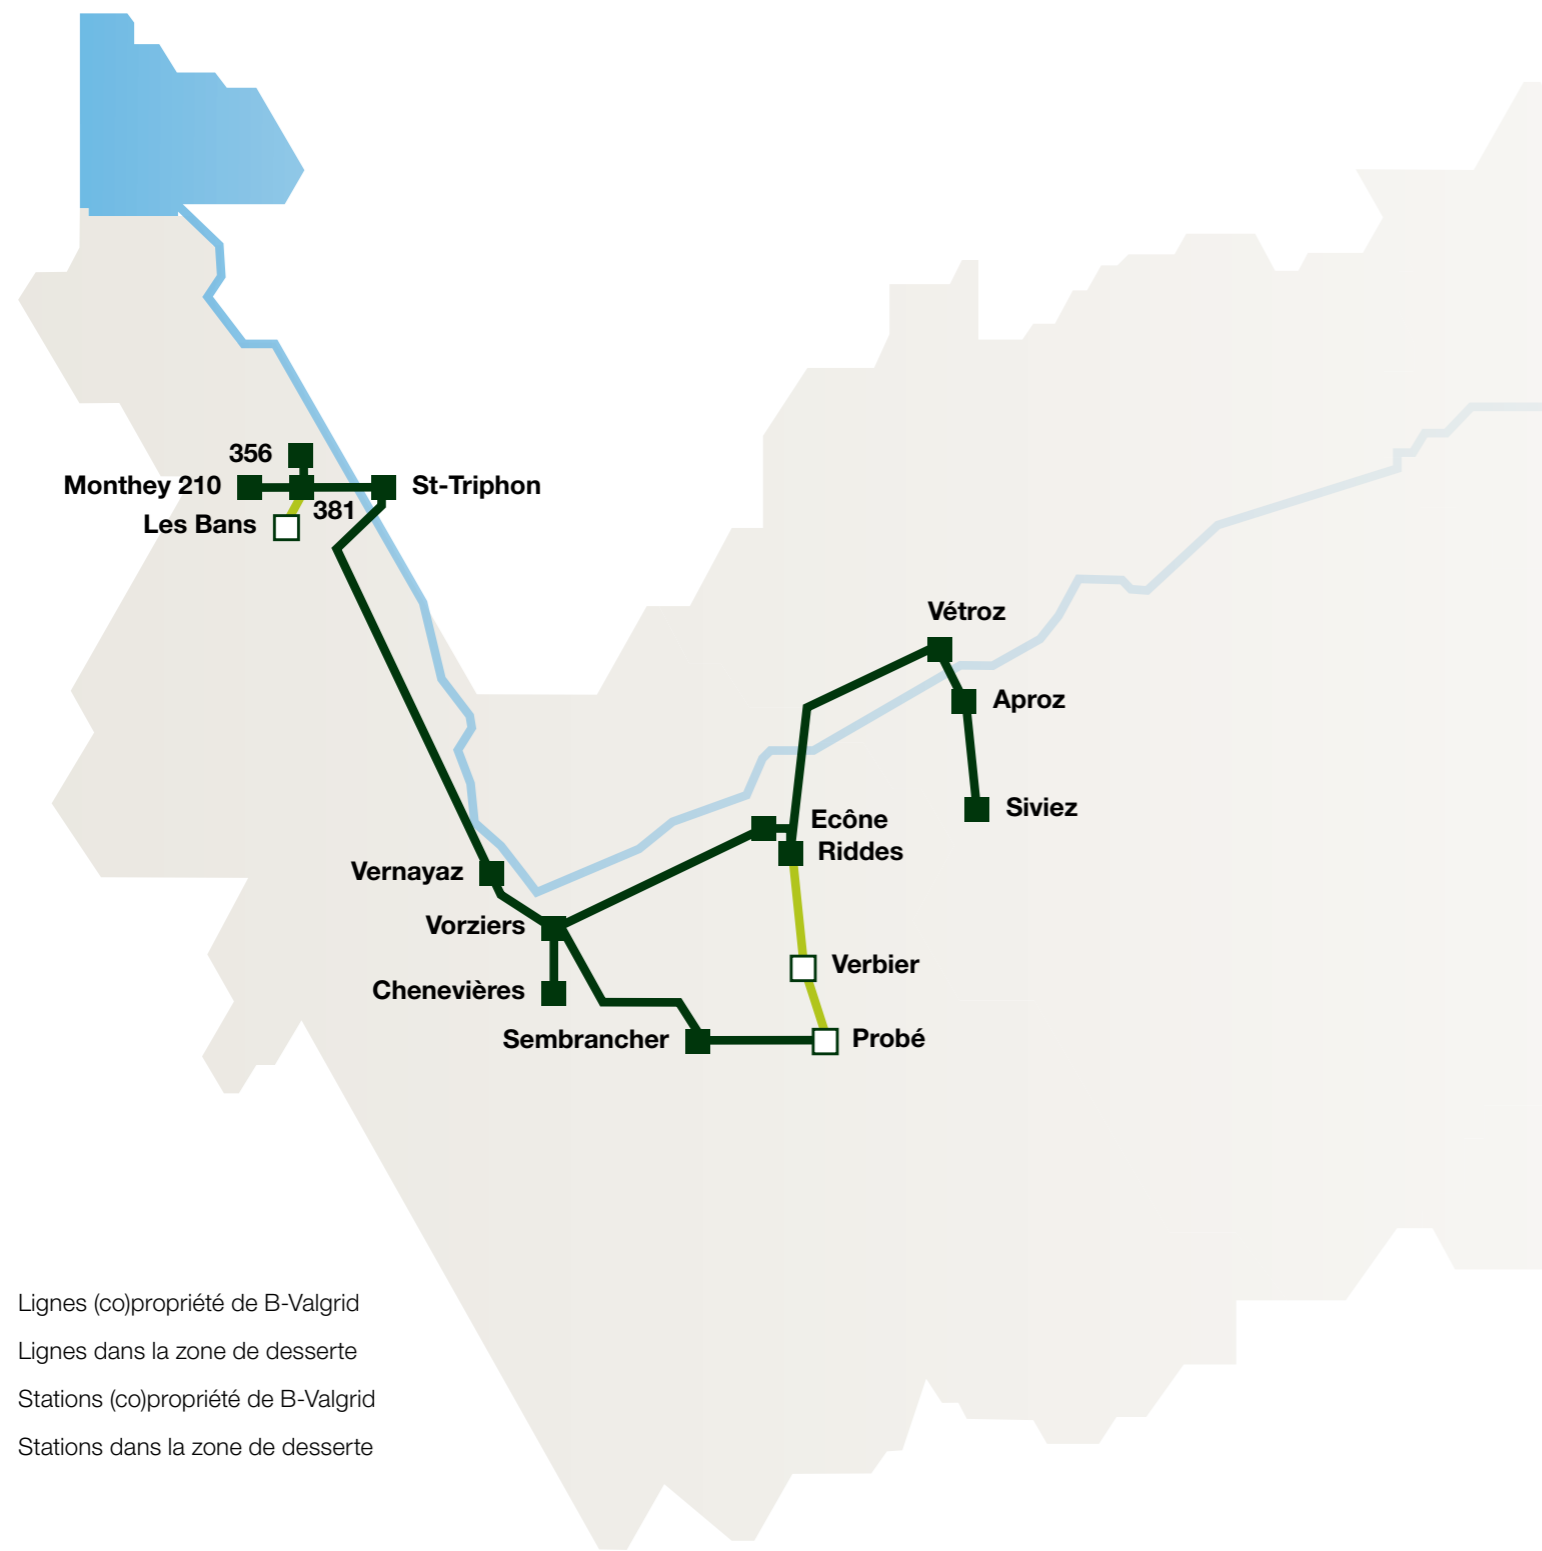 356
Monthey 210
St-Triphon
381
Les Bans
Vétroz
Aproz
Siviez
Ecône
Riddes
Vernayaz
Vorziers
Verbier
Chenevières
Sembrancher
Probé
Lignes (co)propriété de B-Valgrid
Lignes dans la zone de desserte
Stations (co)propriété de B-Valgrid
Stations dans la zone de desserte